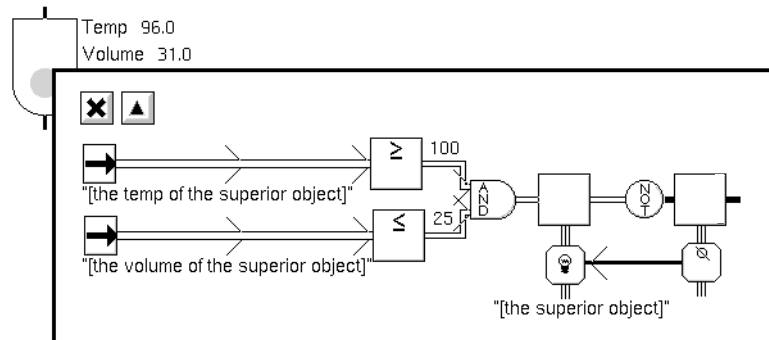 Temp 96.0
Volume 31.0
≥
100
"[the temp of the superior object]"
AND
NOT
≤
25
"[the volume of the superior object]"
"[the superior object]"